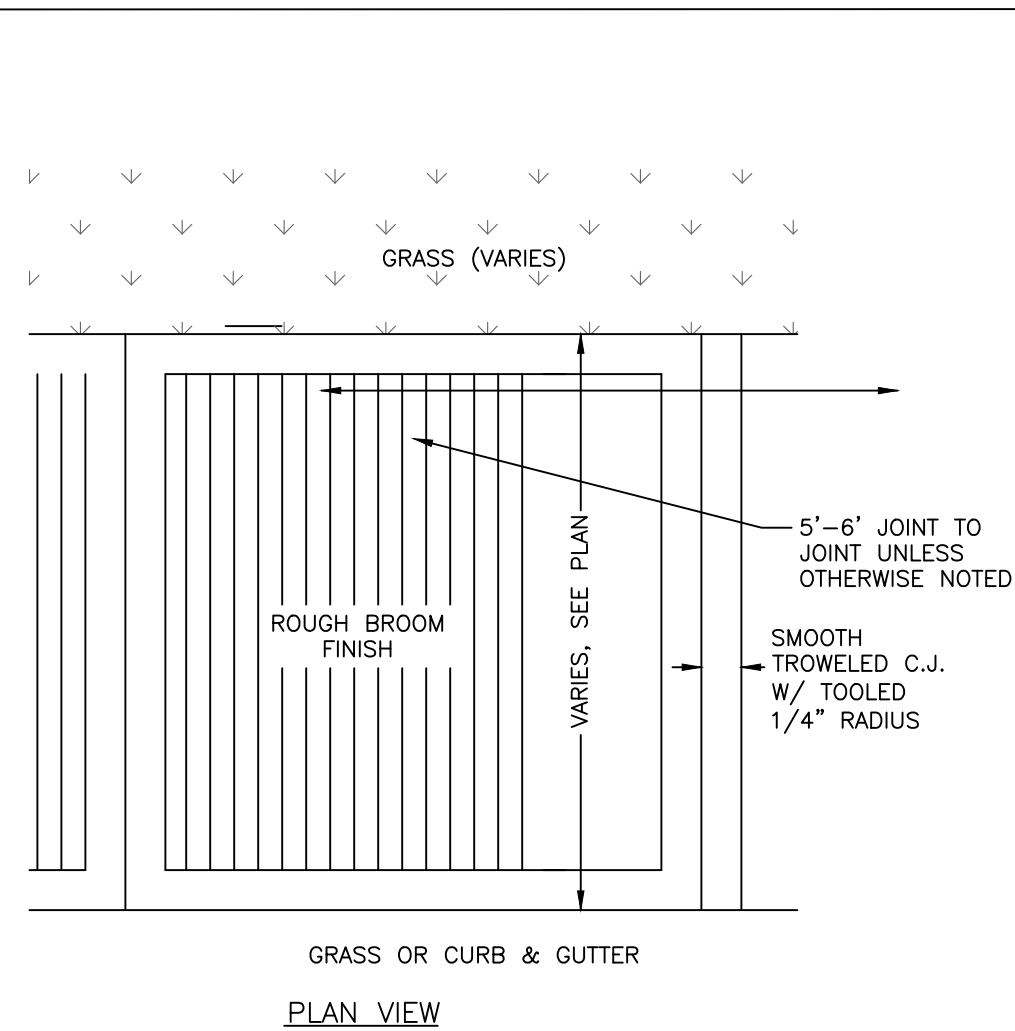 GRASS (VARIES)
5'-6' JOINT TO
JOINT UNLESS
OTHERWISE NOTED
VARIES, SEE PLAN
ROUGH BROOM
FINISH
SMOOTH
TROWELED C.J.
W/ TOOLED
1/4" RADIUS
GRASS OR CURB & GUTTER
PLAN VIEW